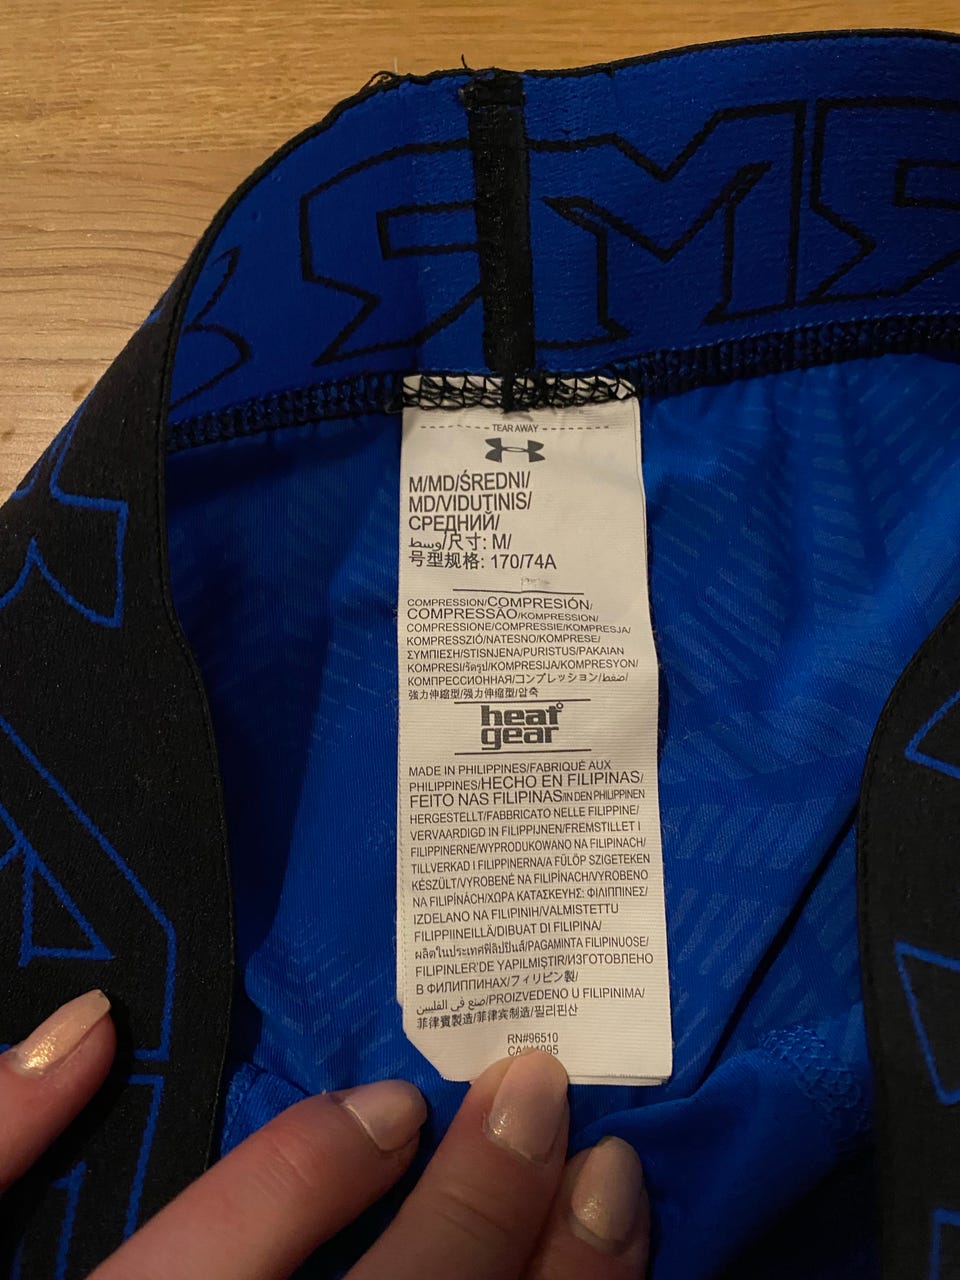 TEAR AWAY
M/MD/ŚREDNI/
MD/VIDUTINIS/
СРЕДНИЙ/
وسط/尺寸: M/
号型规格: 170/74A
COMPRESSION/COMPRESIÓN/
COMPRESSÃO/KOMPRESSION/
COMPRESSIONE/COMPRESSIE/KOMPRESJA/
KOMPRESSZIÓ/NATESNO/KOMPRESE/
ΣΥΜΠΙΕΣΗ/STISNJENA/PURISTUS/PAKAIAN
KOMPRESI/รัดรูป/KOMPRESIJA/KOMPRESYON/
КОМПРЕССИОННАЯ/コンプレッション/ضغط/
強力伸縮型/强力伸缩型/압축
heat
gear
MADE IN PHILIPPINES/FABRIQUÉ AUX
PHILIPPINES/HECHO EN FILIPINAS/
FEITO NAS FILIPINAS/IN DEN PHILIPPINEN
HERGESTELLT/FABBRICATO NELLE FILIPPINE/
VERVAARDIGD IN FILIPPIJNEN/FREMSTILLET I
FILIPPINERNE/WYPRODUKOWANO NA FILIPINACH/
TILLVERKAD I FILIPPINERNA/A FÜLÖP SZIGETEKEN
KÉSZÜLT/VYROBENÉ NA FILIPÍNACH/VYROBENO
NA FILIPÍNÁCH/ΧΩΡΑ ΚΑΤΑΣΚΕΥΗΣ: ΦΙΛΙΠΠΙΝΕΣ/
IZDELANO NA FILIPINIH/VALMISTETTU
FILIPPIINEILLÄ/DIBUAT DI FILIPINA/
ผลิตในประเทศฟิลิปปินส์/PAGAMINTA FILIPINUOSE/
FILIPINLER'DE YAPILMIŞTIR/ИЗГОТОВЛЕНО
В ФИЛИППИНАХ/フィリピン製/
صنع في الفلبين/PROIZVEDENO U FILIPINIMA/
菲律賓製造/菲律宾制造/필리핀산
RN#96510